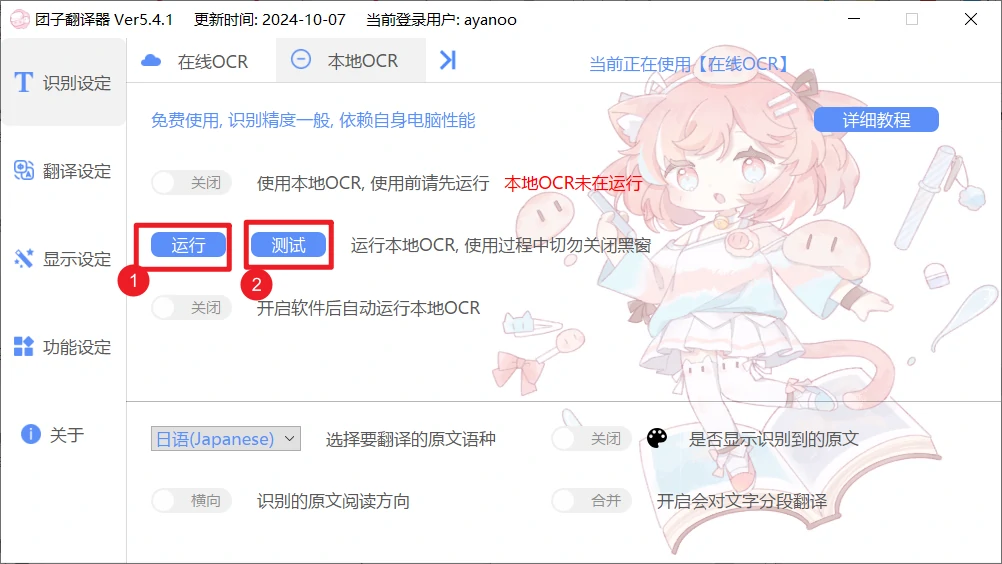 团子翻译器 Ver5.4.1 更新时间: 2024-10-07 当前登录用户: ayanoo
在线OCR
本地OCR
当前正在使用【在线OCR】
识别设定
翻译设定
显示设定
功能设定
关于
免费使用, 识别精度一般, 依赖自身电脑性能
详细教程
关闭 使用本地OCR, 使用前请先运行 本地OCR未在运行
运行 测试 运行本地OCR, 使用过程中切勿关闭黑窗
1 2
关闭 开启软件后自动运行本地OCR
日语(Japanese) 选择要翻译的原文语种 关闭 是否显示识别到的原文
横向 识别的原文阅读方向 合并 开启会对文字分段翻译